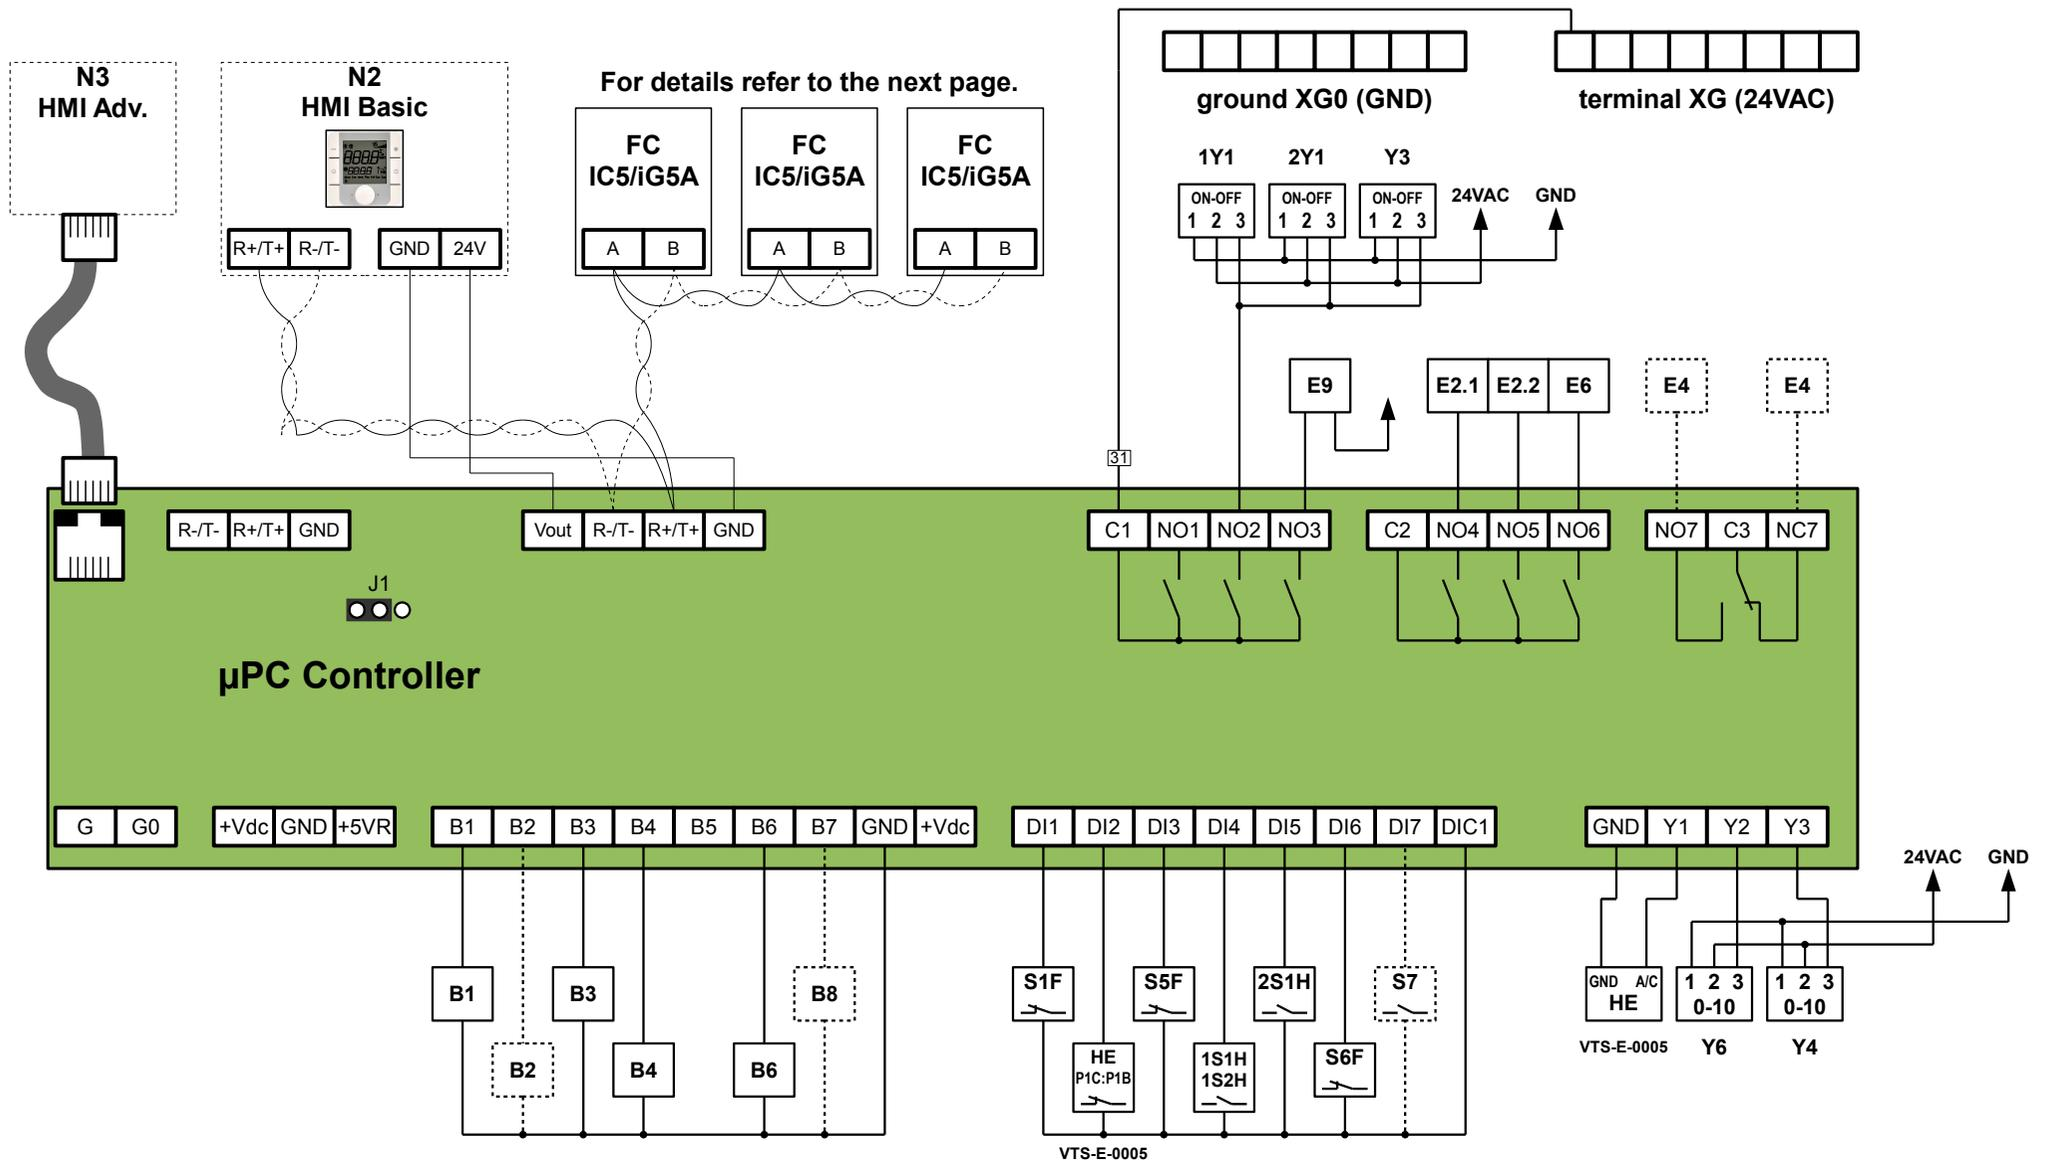 N3
HMI Adv.
N2
HMI Basic
For details refer to the next page.
ground XG0 (GND)
terminal XG (24VAC)
FC
IC5/iG5A
FC
IC5/iG5A
FC
IC5/iG5A
1Y1 2Y1 Y3
ON-OFF ON-OFF ON-OFF 24VAC GND
1 2 3 1 2 3 1 2 3
R+/T+ R-/T- GND 24V
A B A B A B
E9 E2.1 E2.2 E6 E4 E4
31
R-/T- R+/T+ GND
Vout R-/T- R+/T+ GND
C1 NO1 NO2 NO3
C2 NO4 NO5 NO6
NO7 C3 NC7
J1
µPC Controller
G G0
+Vdc GND +5VR
B1 B2 B3 B4 B5 B6 B7 GND +Vdc
DI1 DI2 DI3 DI4 DI5 DI6 DI7 DIC1
GND Y1 Y2 Y3
24VAC GND
B1 B3 B8
S1F S5F 2S1H S7
GND A/C
HE
1 2 3
0-10
1 2 3
0-10
VTS-E-0005 Y6 Y4
B2 B4 B6
HE
P1C:P1B
1S1H
1S2H
S6F
VTS-E-0005